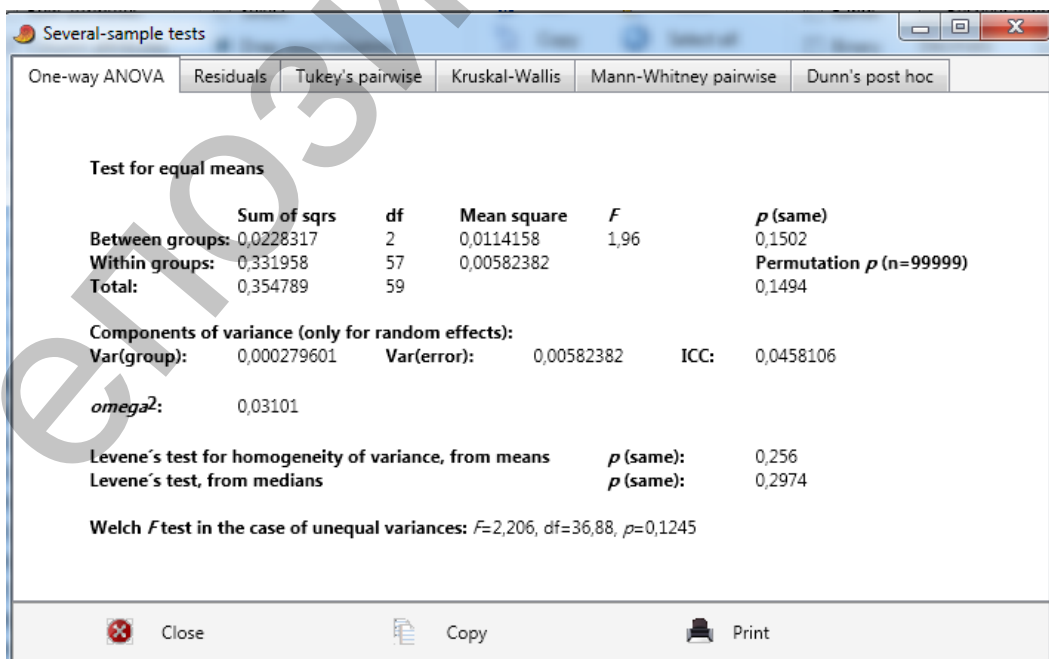 Several-sample tests
One-way ANOVA Residuals Tukey's pairwise Kruskal-Wallis Mann-Whitney pairwise Dunn's post hoc
Test for equal means
Sum of sqrs df Mean square F p (same)
Between groups: 0,0228317 2 0,0114158 1,96 0,1502
Within groups: 0,331958 57 0,00582382 Permutation p (n=99999)
Total: 0,354789 59 0,1494
Components of variance (only for random effects):
Var(group): 0,000279601 Var(error): 0,00582382 ICC: 0,0458106
omega2: 0,03101
Levene´s test for homogeneity of variance, from means p (same): 0,256
Levene´s test, from medians p (same): 0,2974
Welch F test in the case of unequal variances: F=2,206, df=36,88, p=0,1245
Close Copy Print